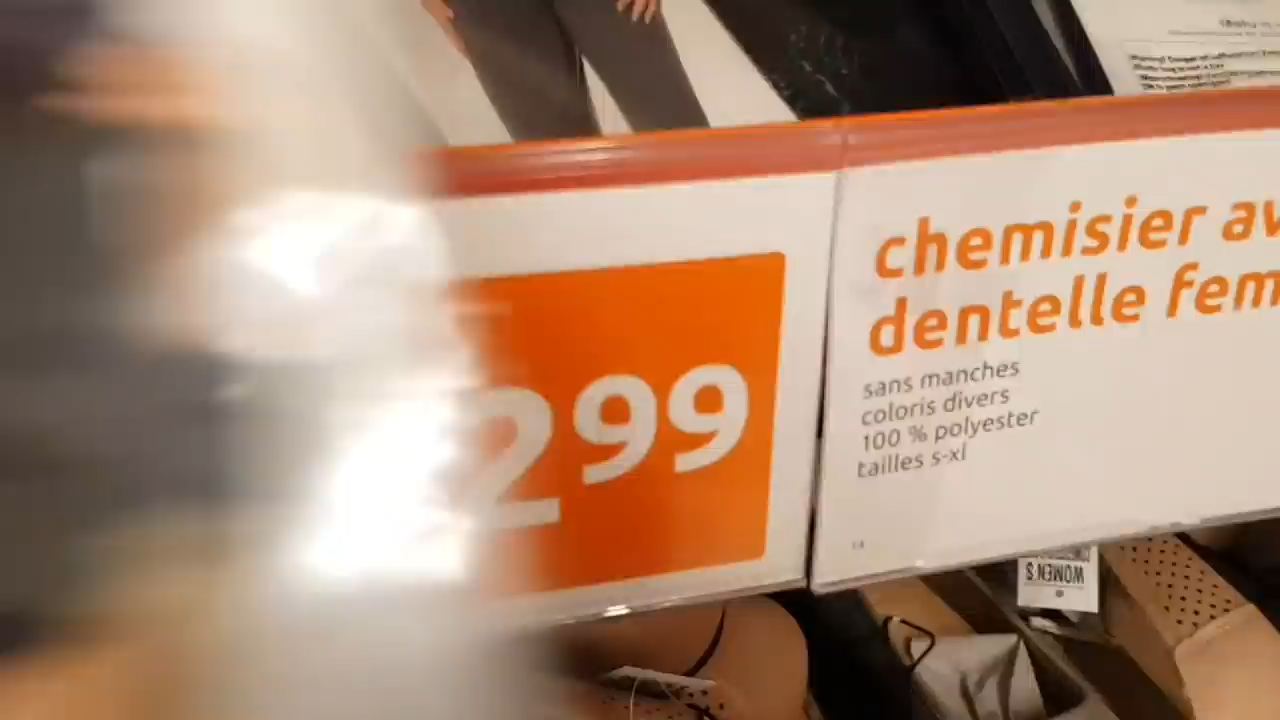 299
chemisier av
dentelle fem
sans manches
coloris divers
100 % polyester
tailles s-xl
WOMEN'S